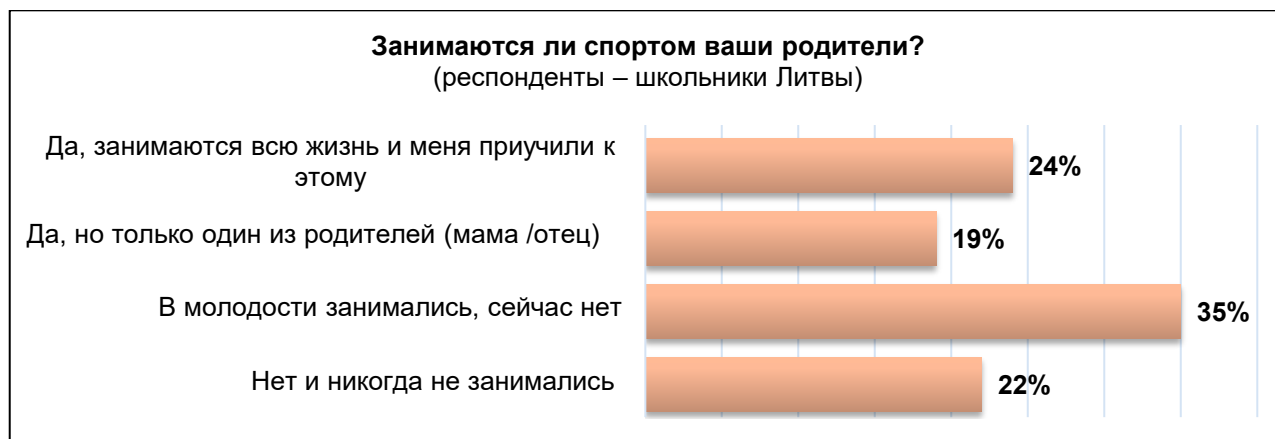 Занимаются ли спортом ваши родители?
(респонденты – школьники Литвы)
Да, занимаются всю жизнь и меня приучили к
этому
24%
Да, но только один из родителей (мама /отец)
19%
В молодости занимались, сейчас нет
35%
Нет и никогда не занимались
22%